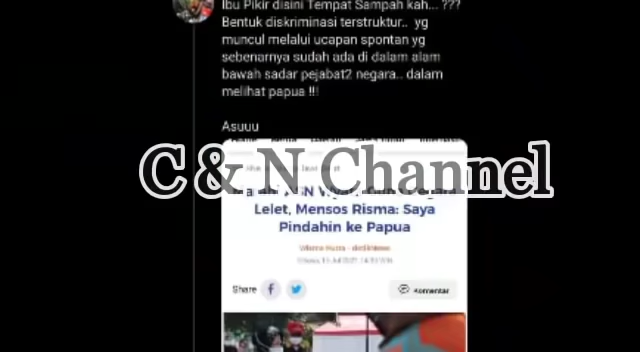 Ibu Pikir disini Tempat Sampah kah... ???
Bentuk diskriminasi terstruktur.. yg
muncul melalui ucapan spontan yg
sebenarnya sudah ada di dalam alam
bawah sadar pejabat2 negara.. dalam
melihat papua !!!
Asuuu
C & N Channel
Lelet, Mensos Risma: Saya
Pindahin ke Papua
Share
Komentar